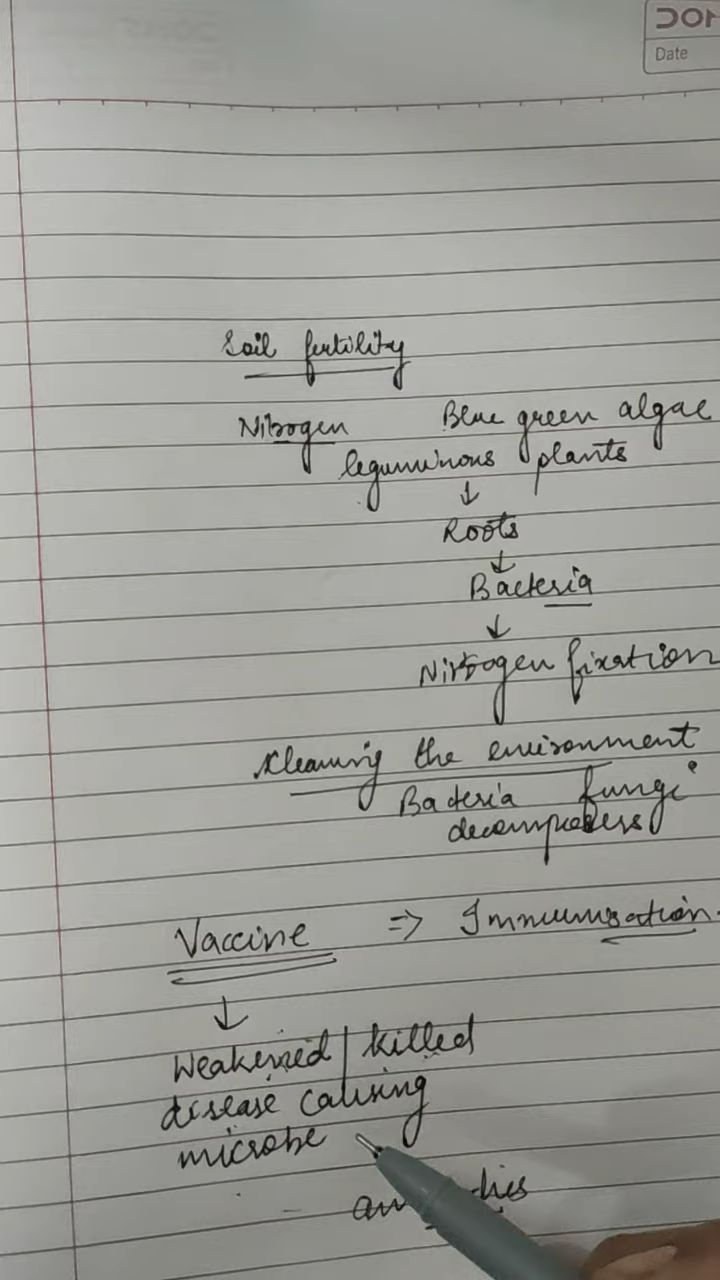 Date
Soil fertility
Nitrogen Blue green algae
leguminous plants
↓
Roots
↓
Bacteria
↓
Nitrogen fixation
Cleaning the environment
Bacteria fungi
decomposers
Vaccine ⇒ Immunisation.
↓
Weakened / killed
disease causing
microbe